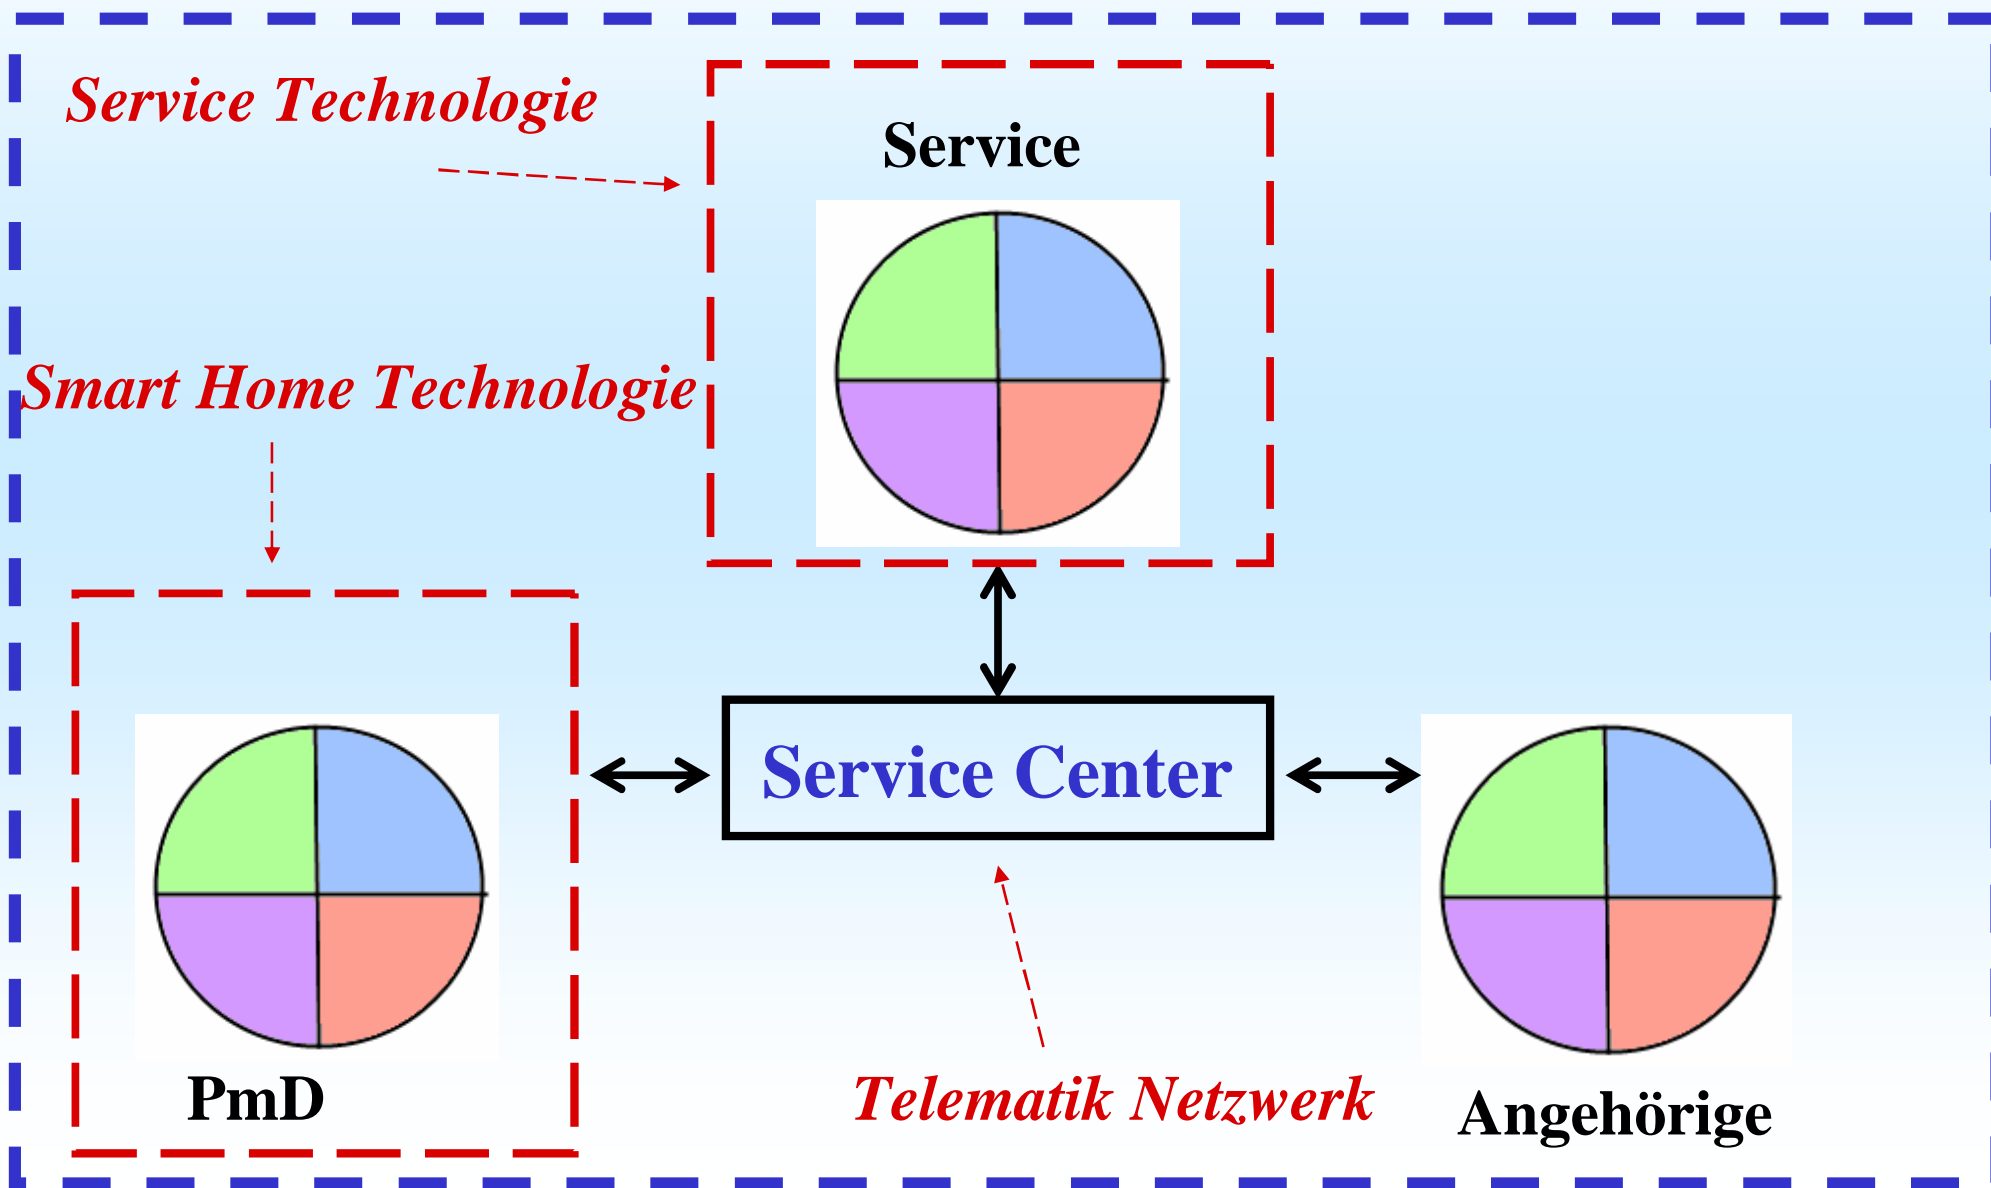 Service Technologie
Service
Smart Home Technologie
Service Center
PmD
Telematik Netzwerk
Angehörige